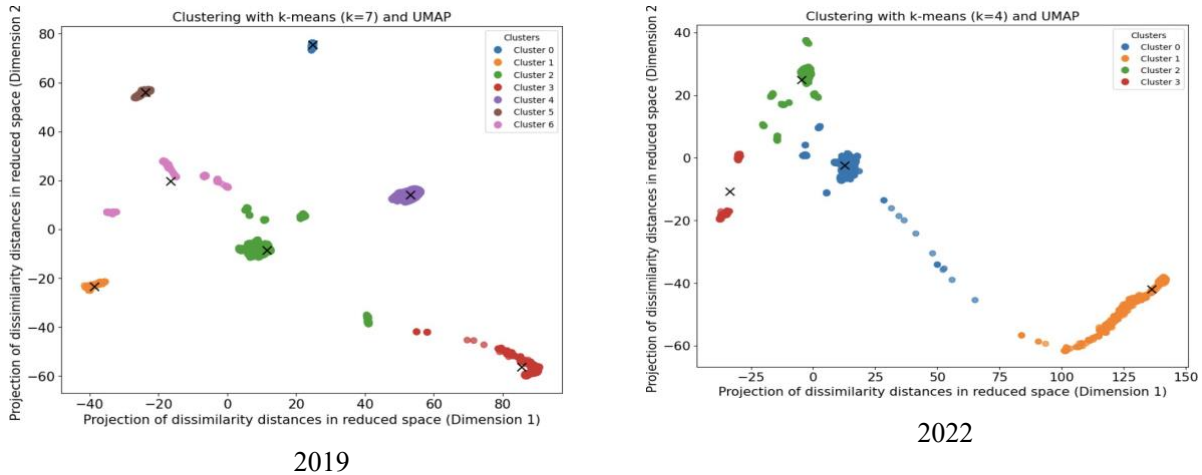 Clustering with k-means (k=7) and UMAP
Projection of dissimilarity distances in reduced space (Dimension 2
80
60
40
20
0
−20
−40
−60
−40
−20
0
20
40
60
80
Projection of dissimilarity distances in reduced space (Dimension 1)
Clusters
Cluster 0
Cluster 1
Cluster 2
Cluster 3
Cluster 4
Cluster 5
Cluster 6
2019
Clustering with k-means (k=4) and UMAP
Projection of dissimilarity distances in reduced space (Dimension 2
40
20
0
−20
−40
−60
−25
0
25
50
75
100
125
150
Projection of dissimilarity distances in reduced space (Dimension 1)
Clusters
Cluster 0
Cluster 1
Cluster 2
Cluster 3
2022